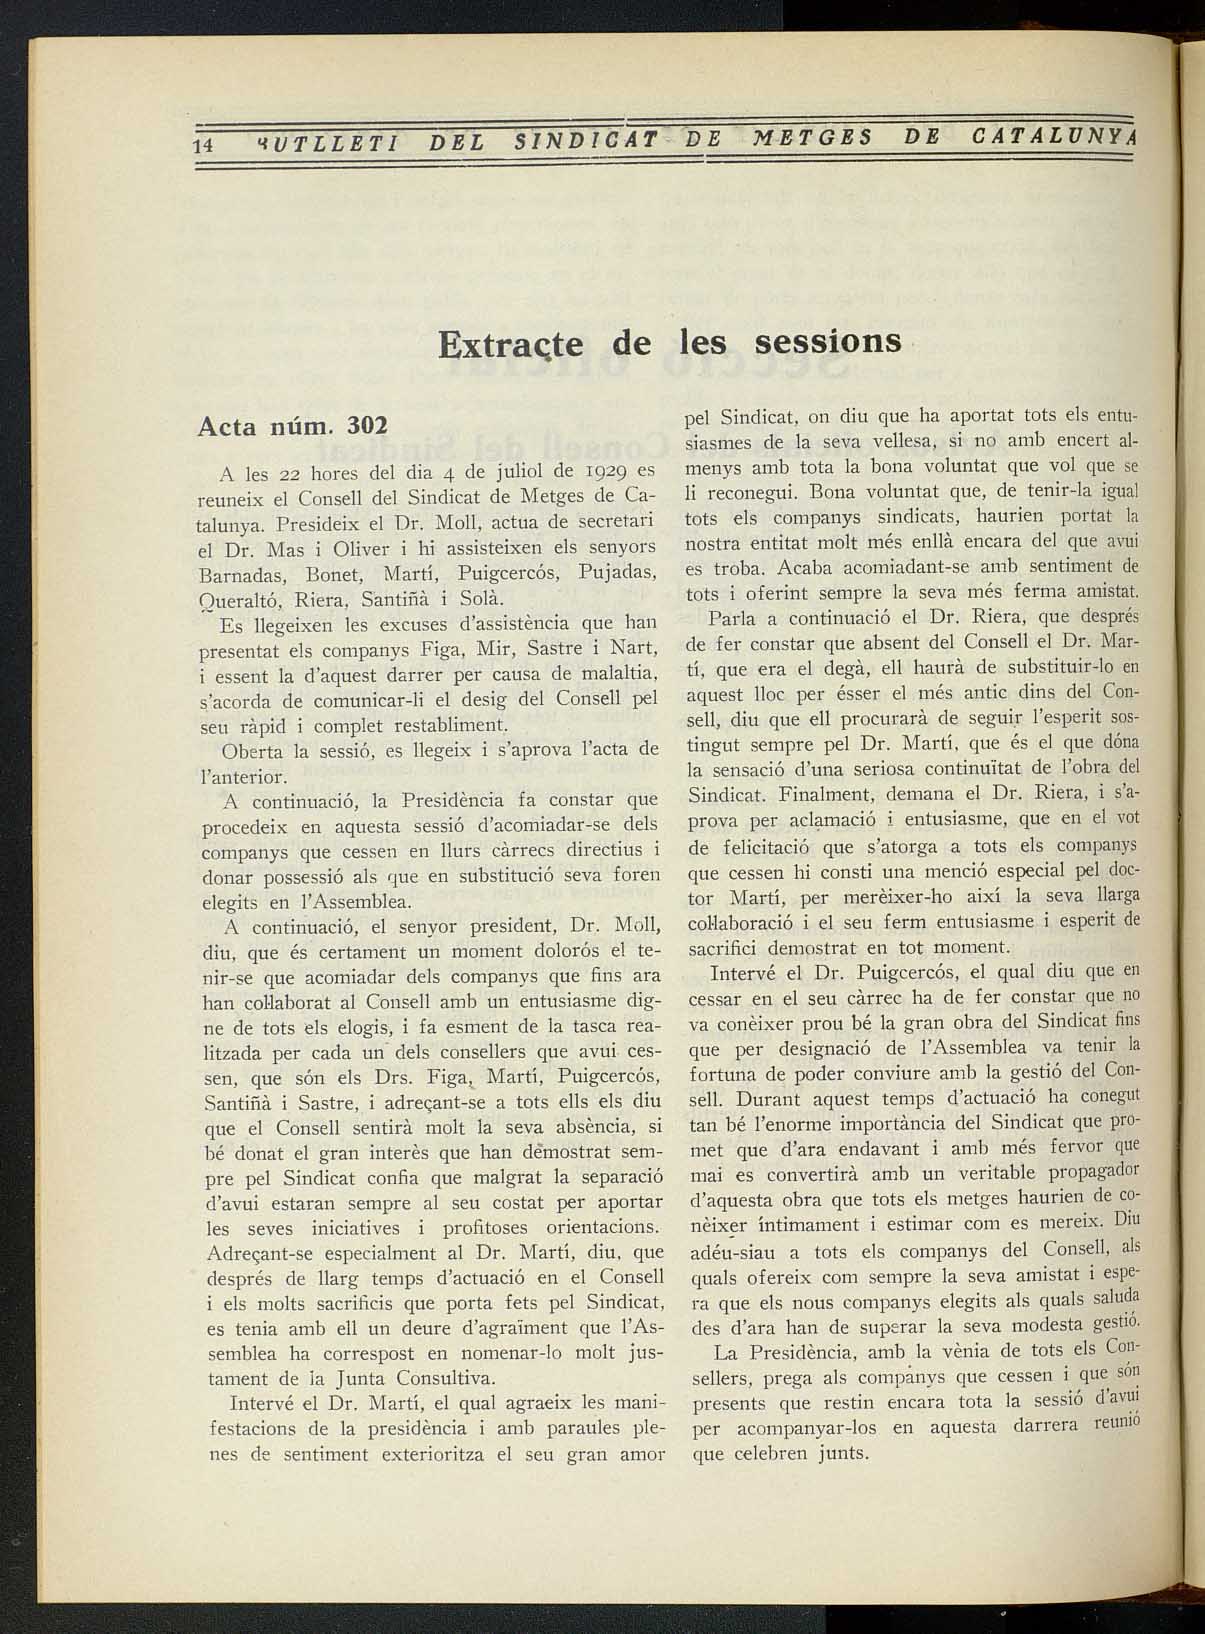 14 BUTLLETI DEL SINDICAT DE METGES DE CATALUNYA
Extraçte de les sessions
Acta núm. 302
A les 22 hores del dia 4 de juliol de 1929 es
reuneix el Consell del Sindicat de Metges de Ca-
talunya. Presideix el Dr. Moll, actua de secretari
el Dr. Mas i Oliver i hi assisteixen els senyors
Barnadas, Bonet, Martí, Puigcercós, Pujadas,
Queraltó, Riera, Santiñà i Solà.
Es llegeixen les excuses d'assistència que han
presentat els companys Figa, Mir, Sastre i Nart,
i essent la d'aquest darrer per causa de malaltia,
s'acorda de comunicar-li el desig del Consell pel
seu ràpid i complet restabliment.
Oberta la sessió, es llegeix i s'aprova l'acta de
l'anterior.
A continuació, la Presidència fa constar que
procedeix en aquesta sessió d'acomiadar-se dels
companys que cessen en llurs càrrecs directius i
donar possessió als que en substitució seva foren
elegits en l'Assemblea.
A continuació, el senyor president, Dr. Moll,
diu, que és certament un moment dolorós el te-
nir-se que acomiadar dels companys que fins ara
han col·laborat al Consell amb un entusiasme dig-
ne de tots els elogis, i fa esment de la tasca rea-
litzada per cada un dels consellers que avui ces-
sen, que són els Drs. Figa, Martí, Puigcercós,
Santiñà i Sastre, i adreçant-se a tots ells els diu
que el Consell sentirà molt la seva absència, si
bé donat el gran interès que han demostrat sem-
pre pel Sindicat confia que malgrat la separació
d'avui estaran sempre al seu costat per aportar
les seves iniciatives i profitoses orientacions.
Adreçant-se especialment al Dr. Martí, diu, que
després de llarg temps d'actuació en el Consell
i els molts sacrificis que porta fets pel Sindicat,
es tenia amb ell un deure d'agraïment que l'As-
semblea ha correspost en nomenar-lo molt jus-
tament de la Junta Consultiva.
Intervé el Dr. Martí, el qual agraeix les mani-
festacions de la presidència i amb paraules ple-
nes de sentiment exterioritza el seu gran amor
pel Sindicat, on diu que ha aportat tots els entu-
siasmes de la seva vellesa, si no amb encert al-
menys amb tota la bona voluntat que vol que se
li reconegui. Bona voluntat que, de tenir-la igual
tots els companys sindicats, haurien portat la
nostra entitat molt més enllà encara del que avui
es troba. Acaba acomiadant-se amb sentiment de
tots i oferint sempre la seva més ferma amistat.
Parla a continuació el Dr. Riera, que després
de fer constar que absent del Consell el Dr. Mar-
tí, que era el degà, ell haurà de substituir-lo en
aquest lloc per ésser el més antic dins del Con-
sell, diu que ell procurarà de seguir l'esperit sos-
tingut sempre pel Dr. Martí, que és el que dóna
la sensació d'una seriosa continuïtat de l'obra del
Sindicat. Finalment, demana el Dr. Riera, i s'a-
prova per aclamació i entusiasme, que en el vot
de felicitació que s'atorga a tots els companys
que cessen hi consti una menció especial pel doc-
tor Martí, per merèixer-ho així la seva llarga
col·laboració i el seu ferm entusiasme i esperit de
sacrifici demostrat en tot moment.
Intervé el Dr. Puigcercós, el qual diu que en
cessar en el seu càrrec ha de fer constar que no
va conèixer prou bé la gran obra del Sindicat fins
que per designació de l'Assemblea va tenir la
fortuna de poder conviure amb la gestió del Con-
sell. Durant aquest temps d'actuació ha conegut
tan bé l'enorme importància del Sindicat que pro-
met que d'ara endavant i amb més fervor que
mai es convertirà amb un veritable propagador
d'aquesta obra que tots els metges haurien de co-
nèixer íntimament i estimar com es mereix. Diu
adéu-siau a tots els companys del Consell, als
quals ofereix com sempre la seva amistat i espe-
ra que els nous companys elegits als quals saluda
des d'ara han de superar la seva modesta gestió.
La Presidència, amb la vènia de tots els Con-
sellers, prega als companys que cessen i que són
presents que restin encara tota la sessió d'avui
per acompanyar-los en aquesta darrera reunió
que celebren junts.